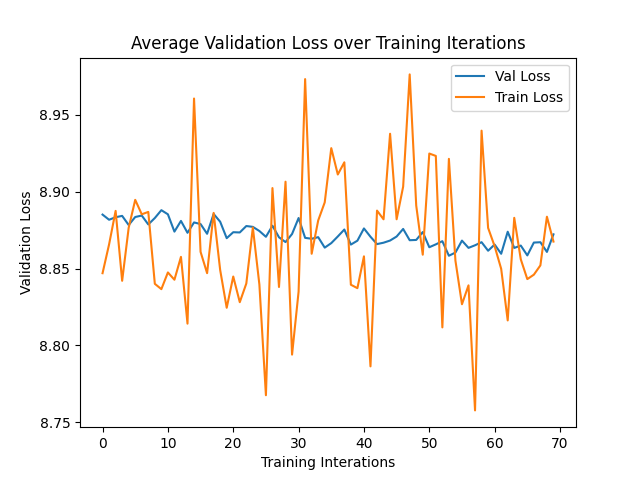 Average Validation Loss over Training Iterations
Val Loss
Train Loss
Validation Loss
8.95
8.90
8.85
8.80
8.75
0 10 20 30 40 50 60 70
Training Interations